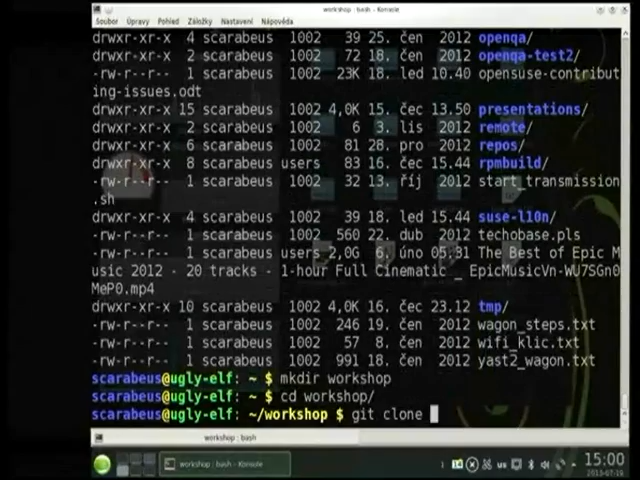 workshop : bash - Konsole
Soubor Úpravy Pohled Záložky Nastavení Nápověda
drwxr-xr-x 4 scarabeus 1002 39 25. čen 2012 openqa/
drwxr-xr-x 2 scarabeus 1002 72 18. čen 2012 openqa-test2/
-rw-r--r-- 1 scarabeus 1002 23K 18. led 10.40 opensuse-contribut
ing-issues.odt
drwxr-xr-x 15 scarabeus 1002 4,0K 15. čec 13.50 presentations/
drwxr-xr-x 2 scarabeus 1002 6 3. lis 2012 remote/
drwxr-xr-x 6 scarabeus 1002 81 28. pro 2012 repos/
drwxr-xr-x 8 scarabeus users 83 16. čec 15.44 rpmbuild/
-rw-r--r-- 1 scarabeus 1002 32 13. říj 2012 start_transmission
.sh
drwxr-xr-x 4 scarabeus 1002 39 18. led 15.44 suse-l10n/
-rw-r--r-- 1 scarabeus 1002 560 22. dub 2012 techobase.pls
-rw-r--r-- 1 scarabeus users 2,0G 6. úno 05:31 The Best of Epic M
usic 2012 - 20 tracks - 1-hour Full Cinematic _ EpicMusicVn-WU7SGn0
MeP0.mp4
drwxr-xr-x 10 scarabeus 1002 4,0K 16. čec 23.12 tmp/
-rw-r--r-- 1 scarabeus 1002 246 19. čen 2012 wagon_steps.txt
-rw-r--r-- 1 scarabeus 1002 57 8. čen 2012 wifi_klic.txt
-rw-r--r-- 1 scarabeus 1002 991 18. čen 2012 yast2_wagon.txt
scarabeus@ugly-elf: ~ $ mkdir workshop
scarabeus@ugly-elf: ~ $ cd workshop/
scarabeus@ugly-elf: ~/workshop $ git clone
workshop : bash
workshop : bash - Konsole
us
15:00
2013-07-19